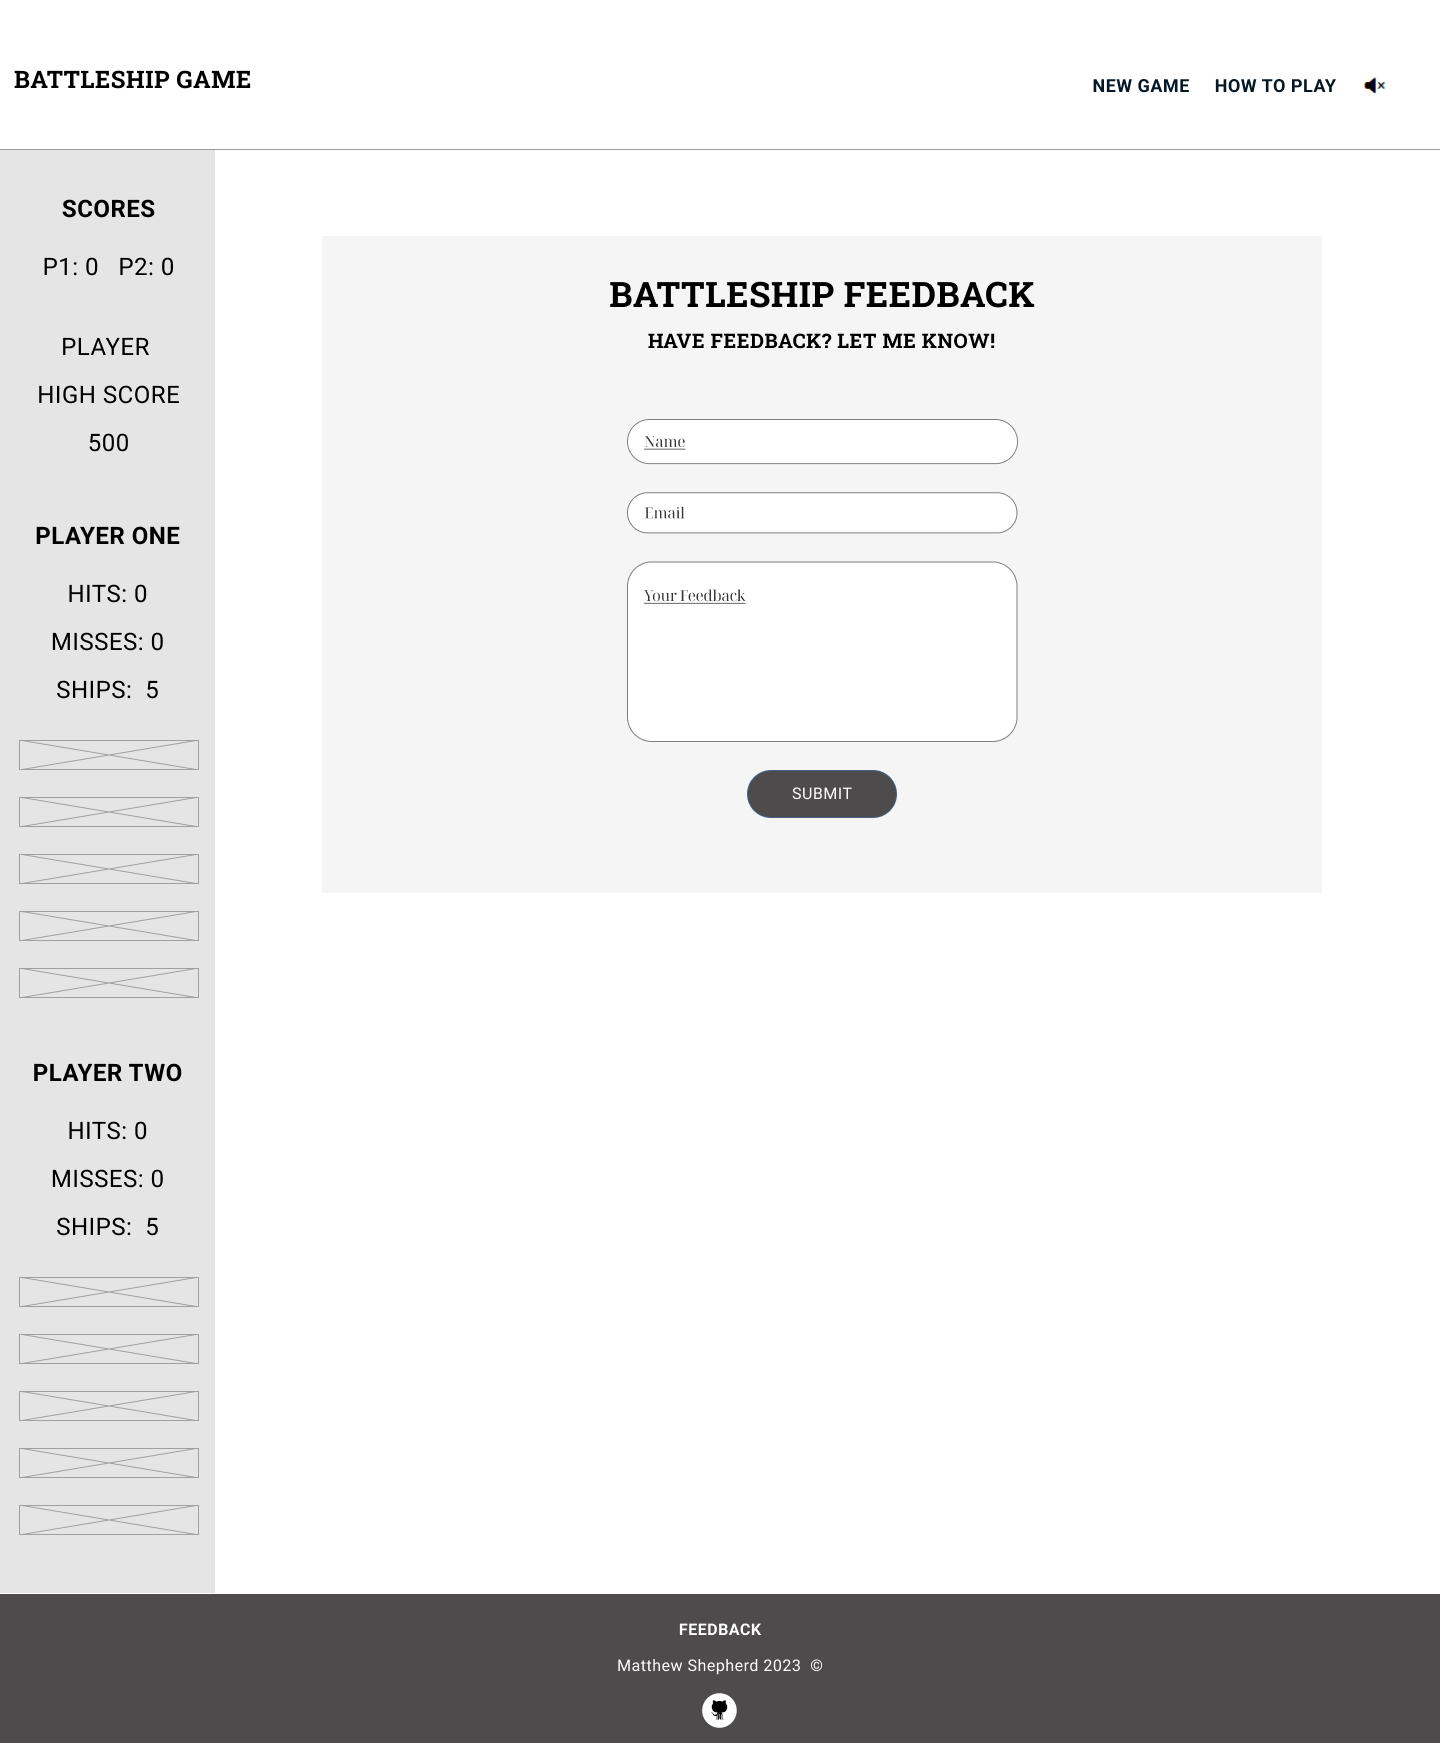 BATTLESHIP GAME
NEW GAME HOW TO PLAY
SCORES
P1: 0 P2: 0
PLAYER
HIGH SCORE
500
PLAYER ONE
HITS: 0
MISSES: 0
SHIPS: 5
PLAYER TWO
HITS: 0
MISSES: 0
SHIPS: 5
BATTLESHIP FEEDBACK
HAVE FEEDBACK? LET ME KNOW!
Name
Email
Your Feedback
SUBMIT
FEEDBACK
Matthew Shepherd 2023 ©